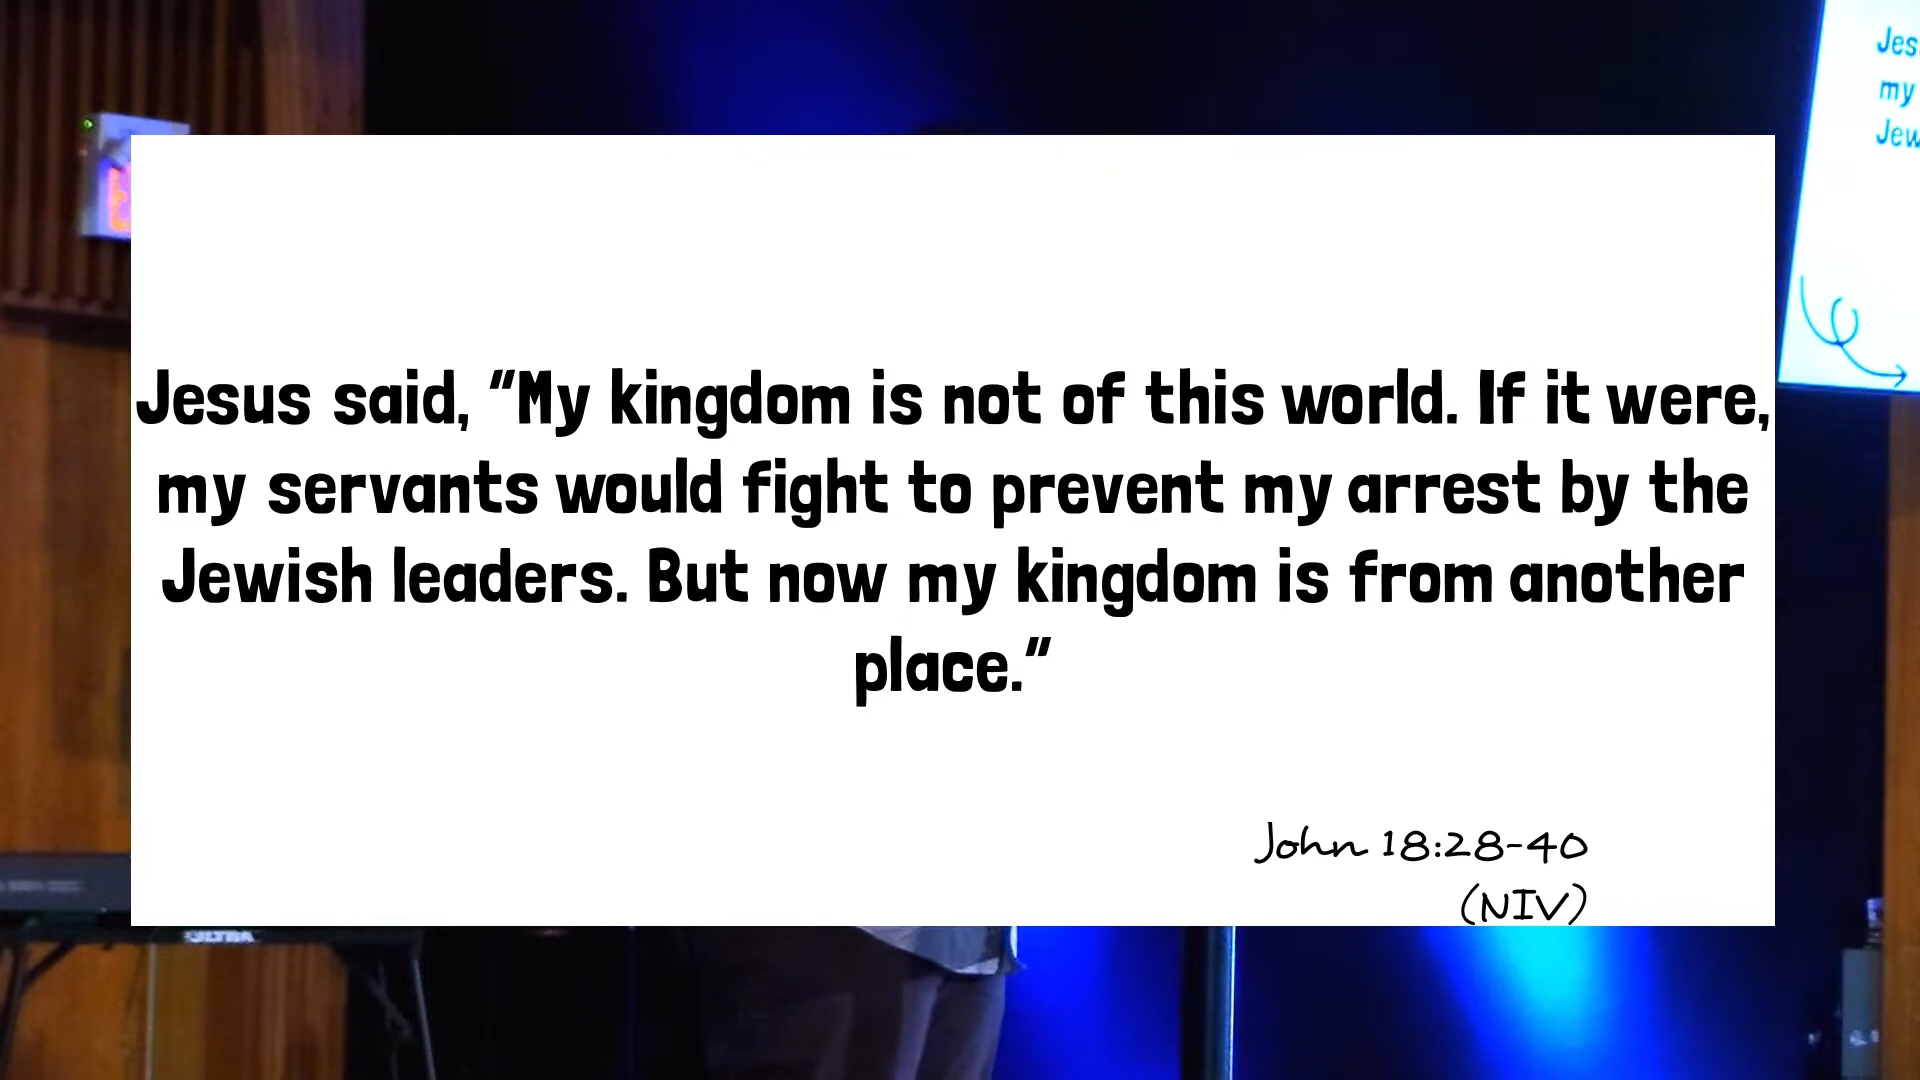 Jesus said, "My kingdom is not of this world. If it were,
my servants would fight to prevent my arrest by the
Jewish leaders. But now my kingdom is from another
place."
John 18:28-40
(NIV)
Jes
my
Jew
ULTRA